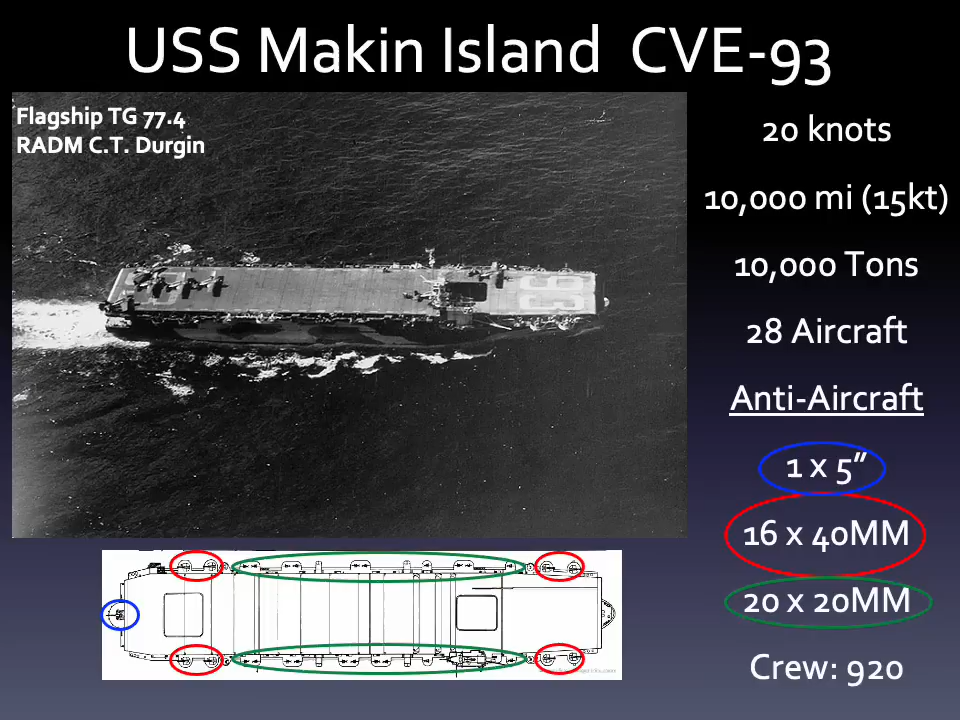 USS Makin Island CVE-93
Flagship TG 77.4
RADM C.T. Durgin
93
20 knots
10,000 mi (15kt)
10,000 Tons
28 Aircraft
Anti-Aircraft
1 x 5”
16 x 40MM
20 x 20MM
Crew: 920